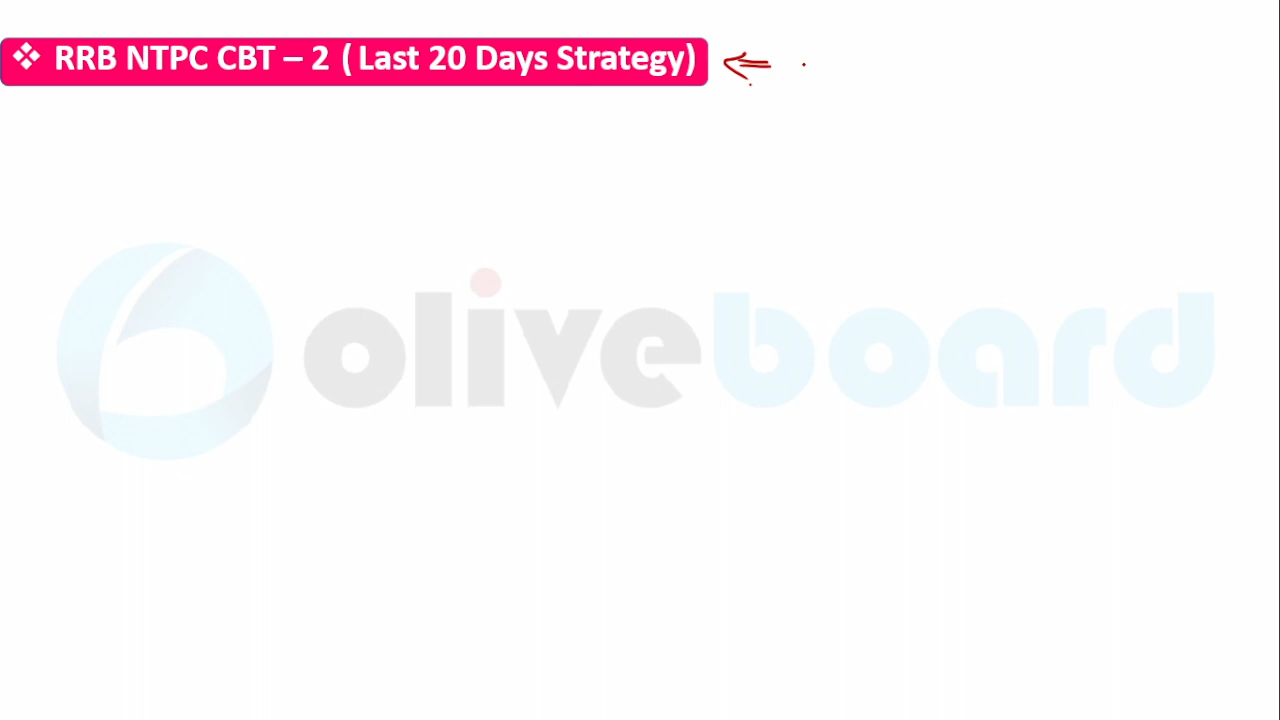 ❖ RRB NTPC CBT – 2 (Last 20 Days Strategy)
oliveboard